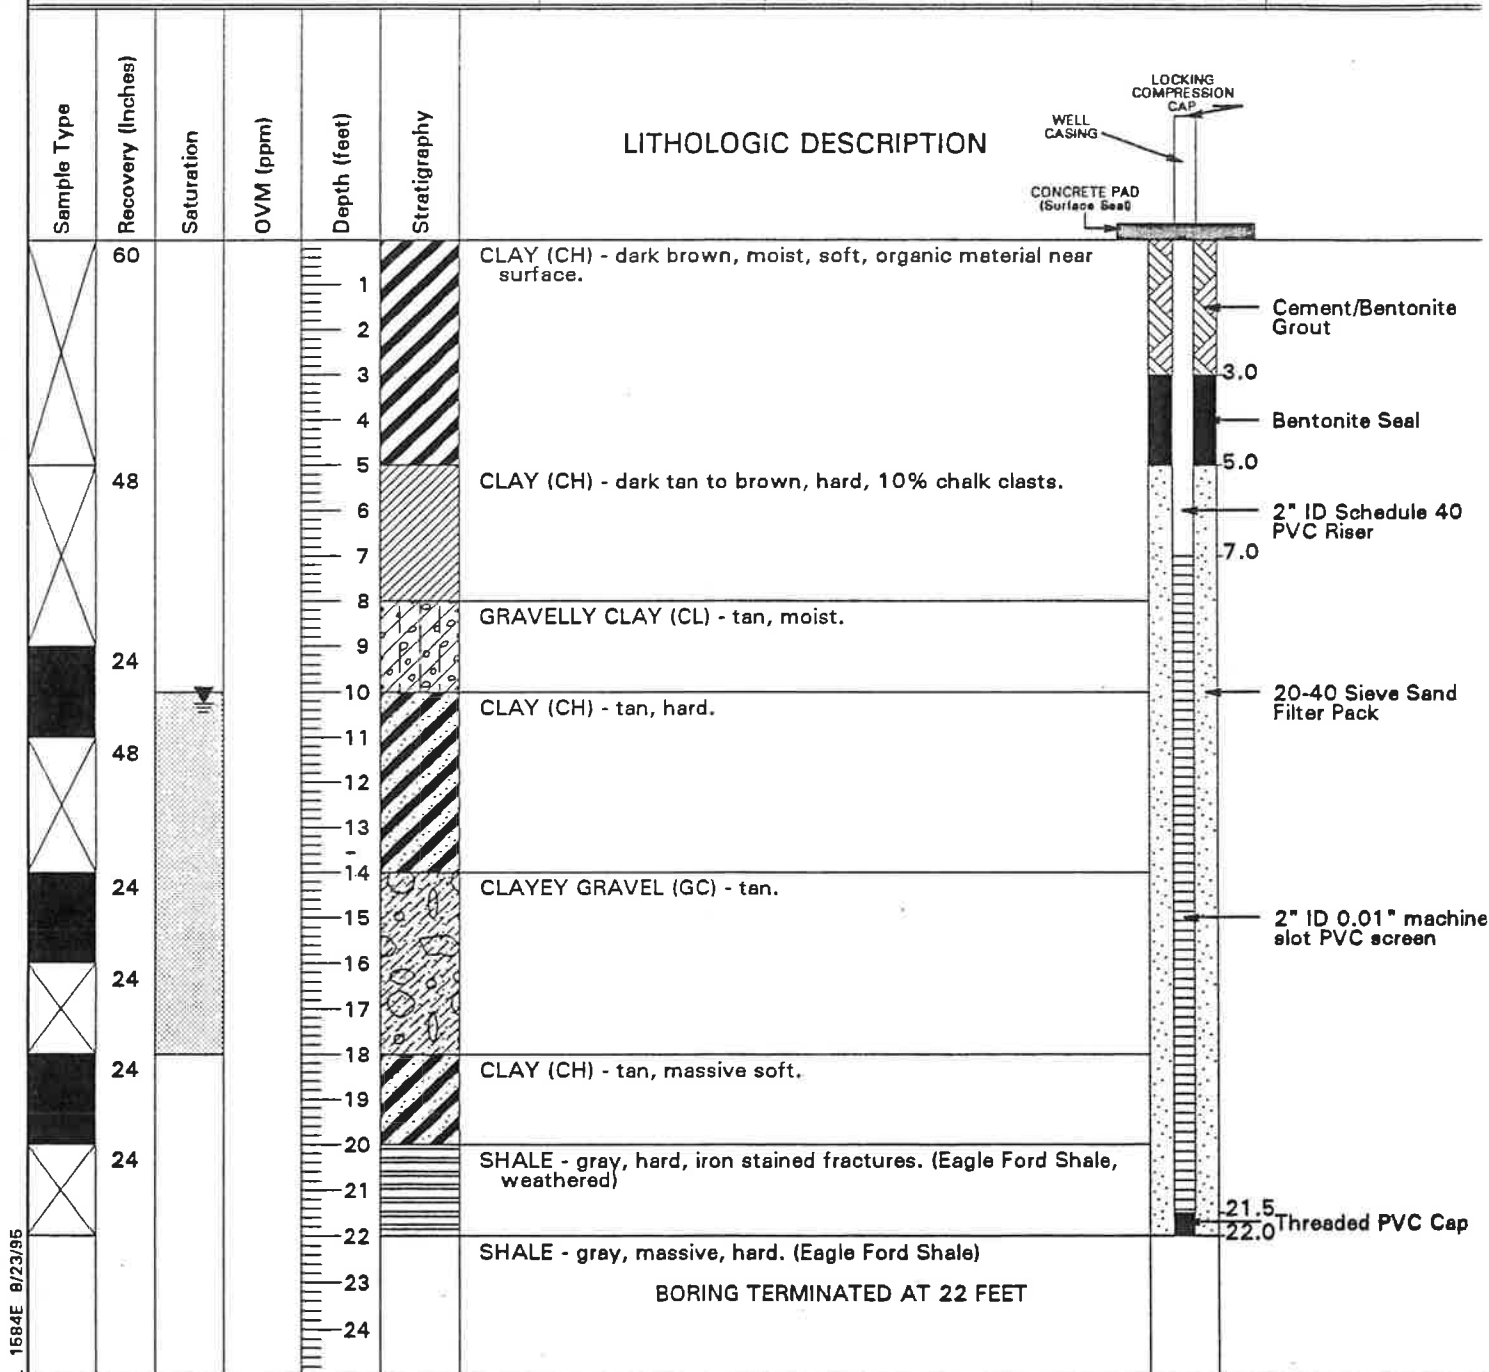 Sample Type
Recovery (Inches)
Saturation
OVM (ppm)
Depth (feet)
Stratigraphy
LITHOLOGIC DESCRIPTION
LOCKING
COMPRESSION
CAP
WELL
CASING
CONCRETE PAD
(Surface Seal)
60
CLAY (CH) - dark brown, moist, soft, organic material near
surface.
1
Cement/Bentonite
Grout
2
3
3.0
4
Bentonite Seal
5
5.0
48
CLAY (CH) - dark tan to brown, hard, 10% chalk clasts.
6
2" ID Schedule 40
PVC Riser
7
7.0
8
GRAVELLY CLAY (CL) - tan, moist.
9
24
10
20-40 Sieve Sand
Filter Pack
CLAY (CH) - tan, hard.
11
48
12
13
14
24
CLAYEY GRAVEL (GC) - tan.
15
2" ID 0.01" machine
slot PVC screen
16
24
17
18
24
CLAY (CH) - tan, massive soft.
19
20
24
SHALE - gray, hard, iron stained fractures. (Eagle Ford Shale,
weathered)
21
21.5
Threaded PVC Cap
22
22.0
SHALE - gray, massive, hard. (Eagle Ford Shale)
23
BORING TERMINATED AT 22 FEET
24
1584E 8/23/95